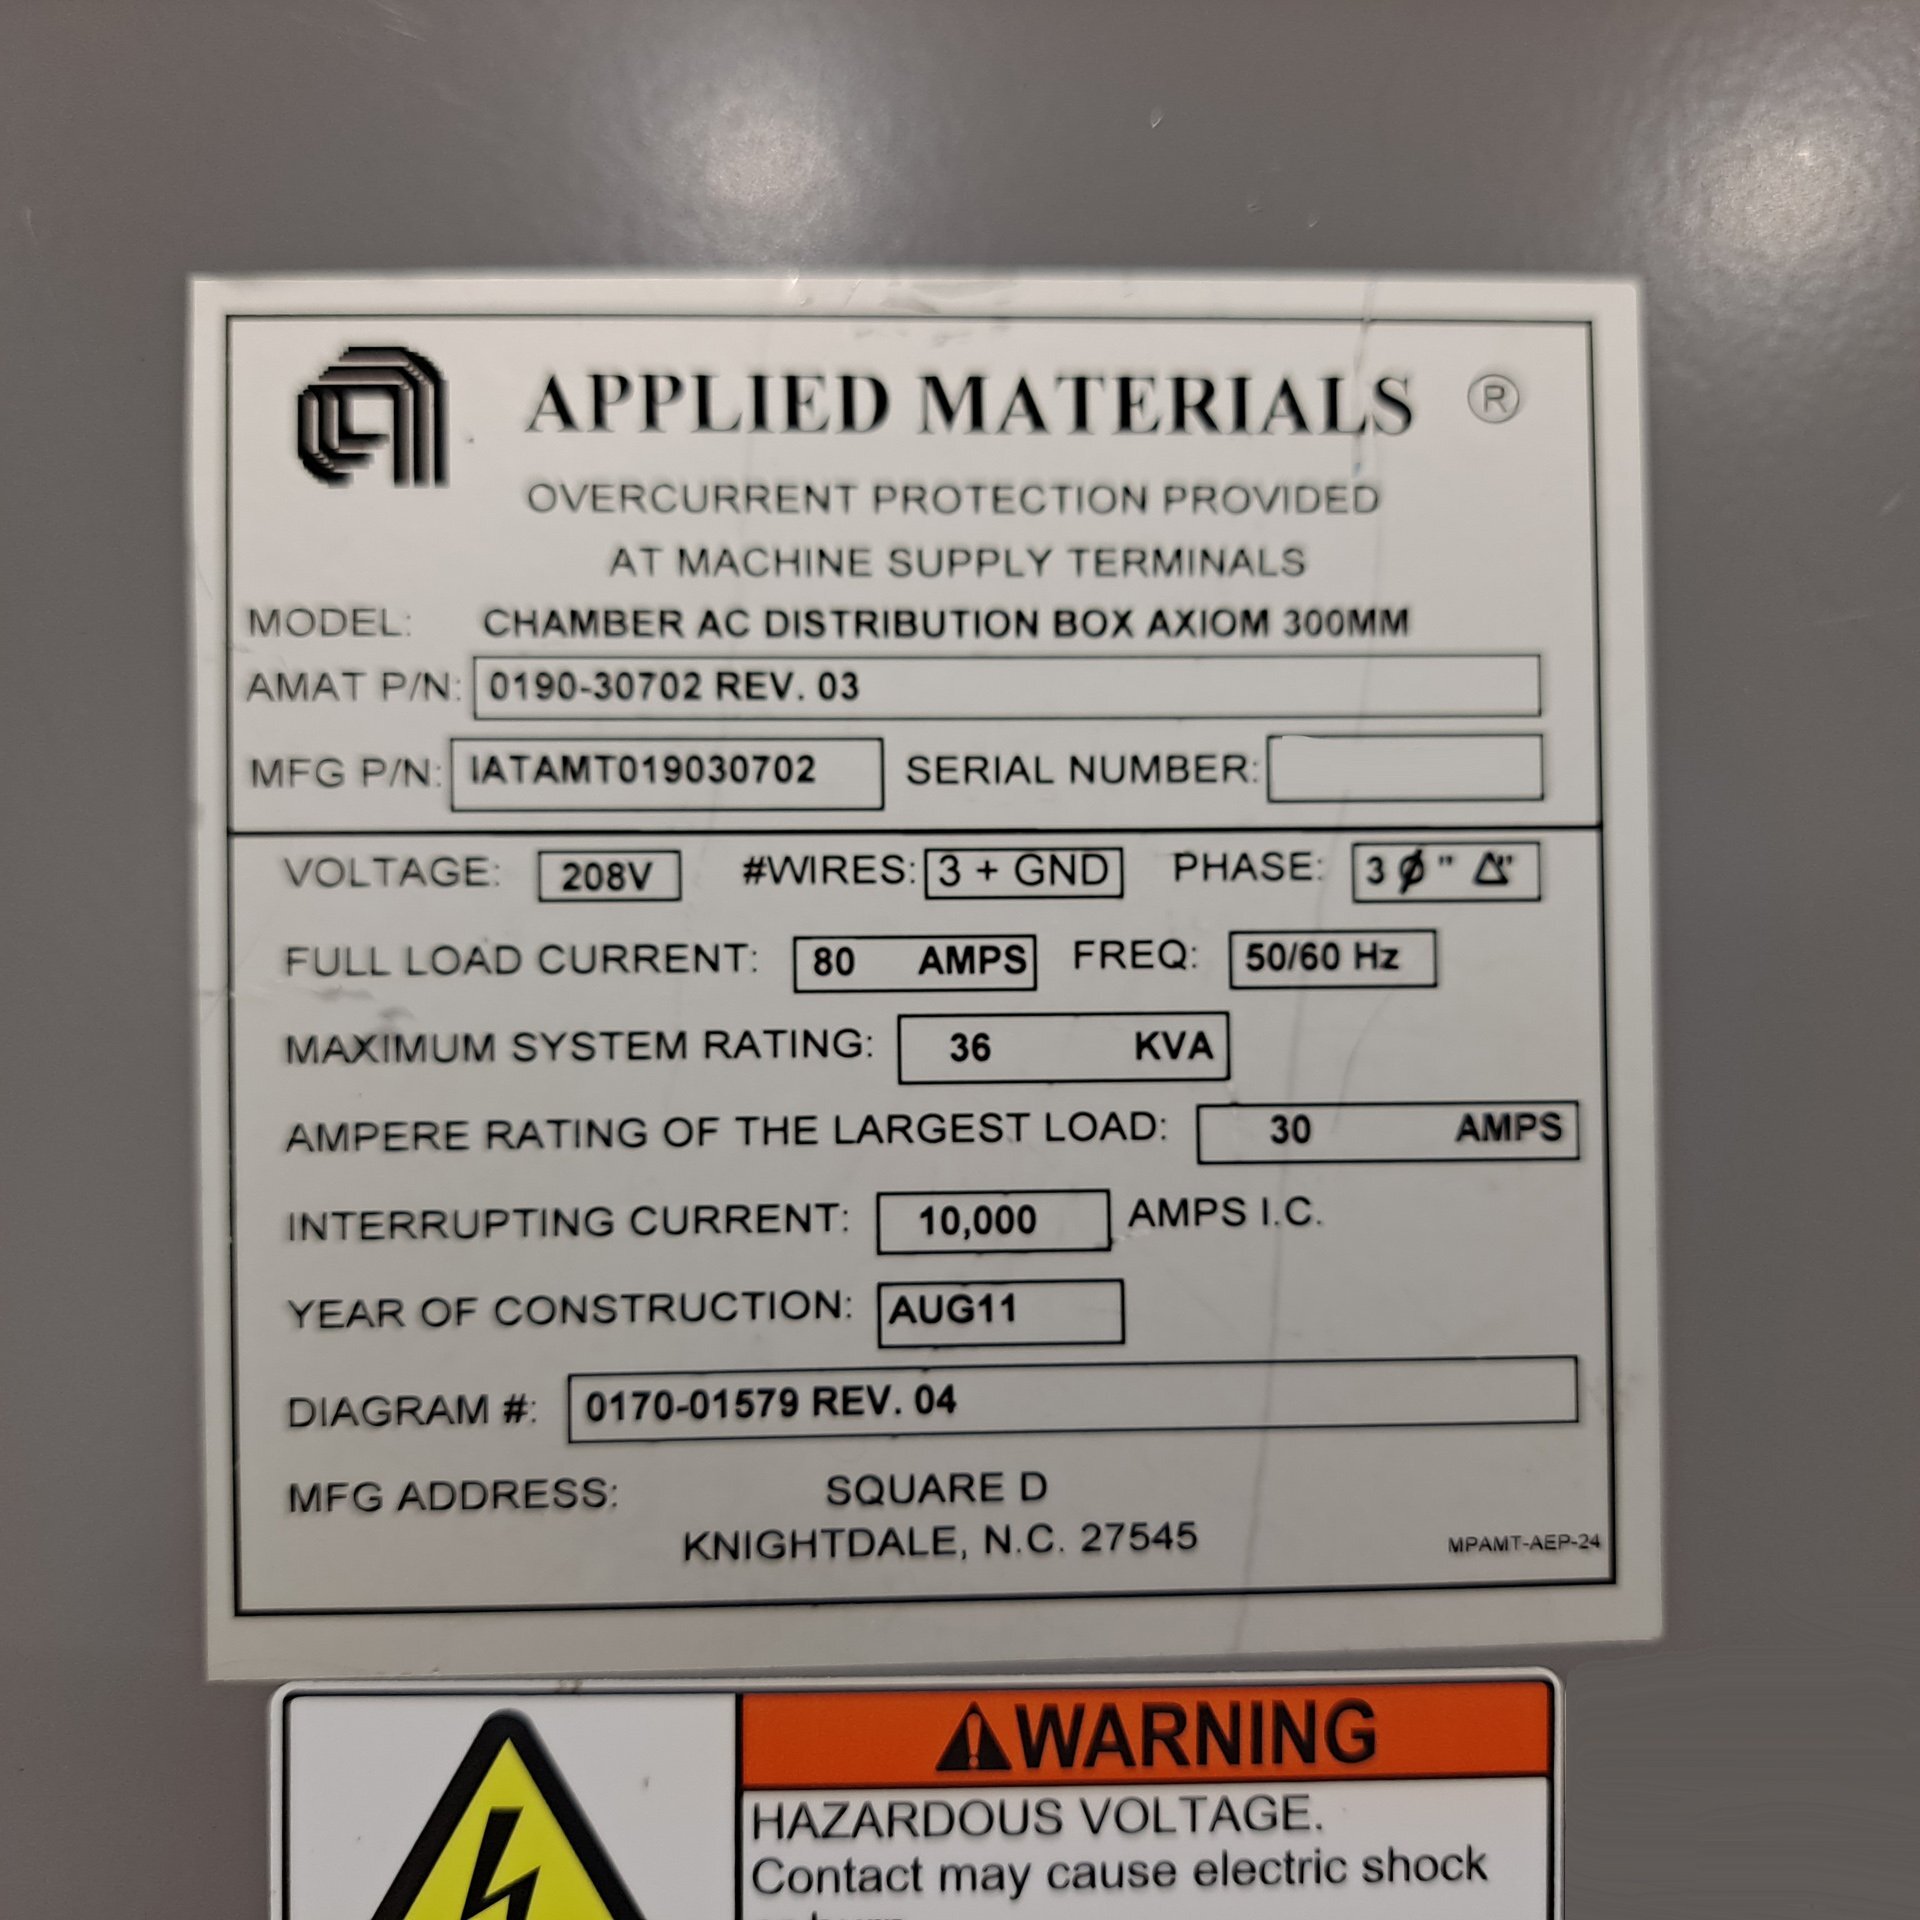 APPLIED MATERIALS ®
OVERCURRENT PROTECTION PROVIDED
AT MACHINE SUPPLY TERMINALS
MODEL: CHAMBER AC DISTRIBUTION BOX AXIOM 300MM
AMAT P/N: 0190-30702 REV. 03
MFG P/N: IATAMT019030702 SERIAL NUMBER:
VOLTAGE: 208V #WIRES: 3 + GND PHASE: 3 ϕ " Δ"
FULL LOAD CURRENT: 80 AMPS FREQ: 50/60 Hz
MAXIMUM SYSTEM RATING: 36 KVA
AMPERE RATING OF THE LARGEST LOAD: 30 AMPS
INTERRUPTING CURRENT: 10,000 AMPS I.C.
YEAR OF CONSTRUCTION: AUG11
DIAGRAM #: 0170-01579 REV. 04
MFG ADDRESS: SQUARE D
KNIGHTDALE, N.C. 27545
MPAMT-AEP-24
WARNING
HAZARDOUS VOLTAGE.
Contact may cause electric shock